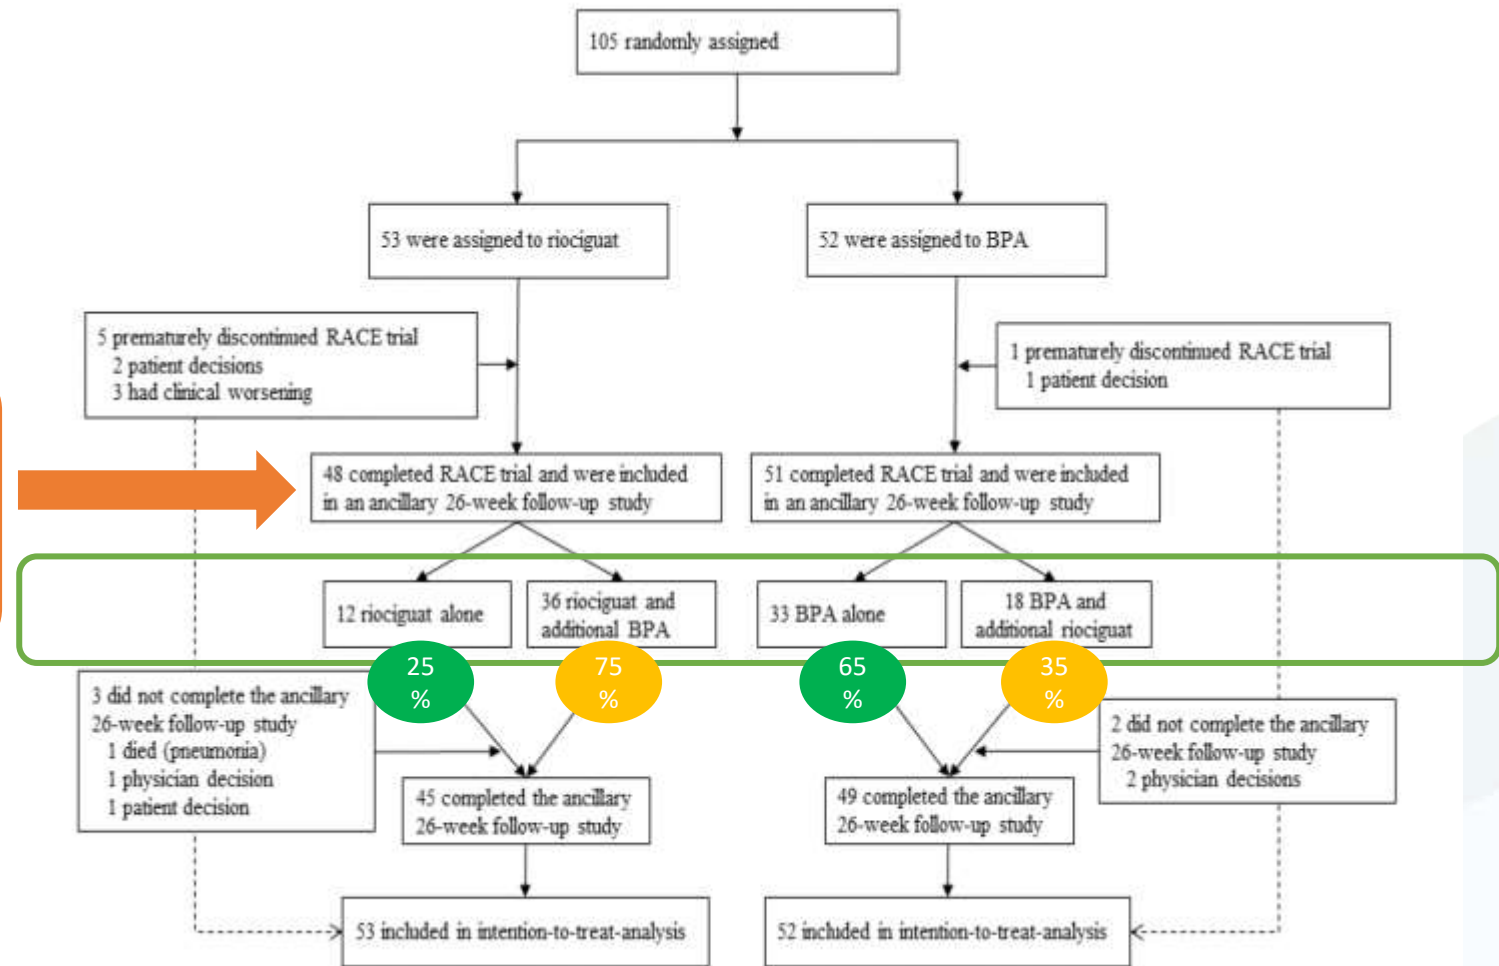 105 randomly assigned
53 were assigned to riociguat
52 were assigned to BPA
5 prematurely discontinued RACE trial
2 patient decisions
3 had clinical worsening
1 prematurely discontinued RACE trial
1 patient decision
48 completed RACE trial and were included
in an ancillary 26-week follow-up study
51 completed RACE trial and were included
in an ancillary 26-week follow-up study
12 riociguat alone
36 riociguat and
additional BPA
33 BPA alone
18 BPA and
additional riociguat
25
%
75
%
65
%
35
%
3 did not complete the ancillary
26-week follow-up study
1 died (pneumonia)
1 physician decision
1 patient decision
2 did not complete the ancillary
26-week follow-up study
2 physician decisions
45 completed the ancillary
26-week follow-up study
49 completed the ancillary
26-week follow-up study
53 included in intention-to-treat-analysis
52 included in intention-to-treat-analysis